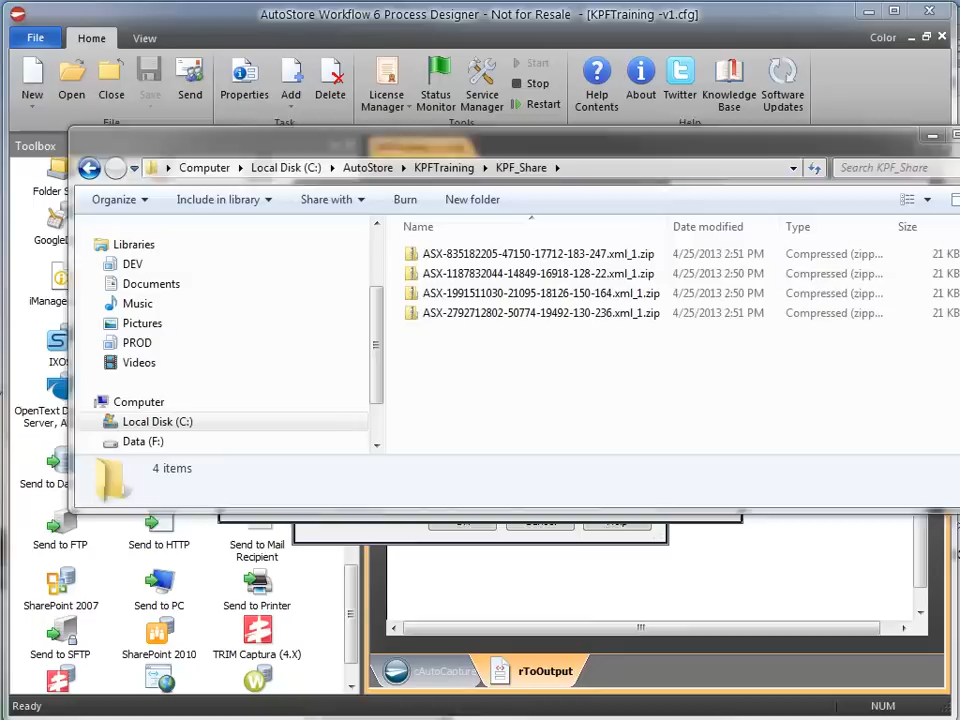 AutoStore Workflow 6 Process Designer - Not for Resale - [KPFTraining -v1.cfg]
File
Home
View
Color
New
Open
Close
Save
Send
Properties
Add
Delete
License Manager
Status Monitor
Service Manager
Start
Stop
Restart
Help Contents
About
Twitter
Knowledge Base
Software Updates
File
Task
Tools
Help
Toolbox
Computer
Local Disk (C:)
AutoStore
KPFTraining
KPF_Share
Search KPF_Share
Organize
Include in library
Share with
Burn
New folder
Name
Date modified
Type
Size
ASX-835182205-47150-17712-183-247.xml_1.zip 4/25/2013 2:51 PM Compressed (zipp... 21 KB
ASX-1187832044-14849-16918-128-22.xml_1.zip 4/25/2013 2:50 PM Compressed (zipp... 21 KB
ASX-1991511030-21095-18126-150-164.xml_1.zip 4/25/2013 2:50 PM Compressed (zipp... 21 KB
ASX-2792712802-50774-19492-130-236.xml_1.zip 4/25/2013 2:51 PM Compressed (zipp... 21 KB
Libraries
DEV
Documents
Music
Pictures
PROD
Videos
Computer
Local Disk (C:)
Data (F:)
4 items
Folder S
GoogleD
iManage
IXOS
OpenText D
Server, A
Send to Da
Send to FTP
Send to HTTP
Send to Mail
Recipient
SharePoint 2007
Send to PC
Send to Printer
Send to SFTP
SharePoint 2010
TRIM Captura (4.X)
rToOutput
Ready
NUM